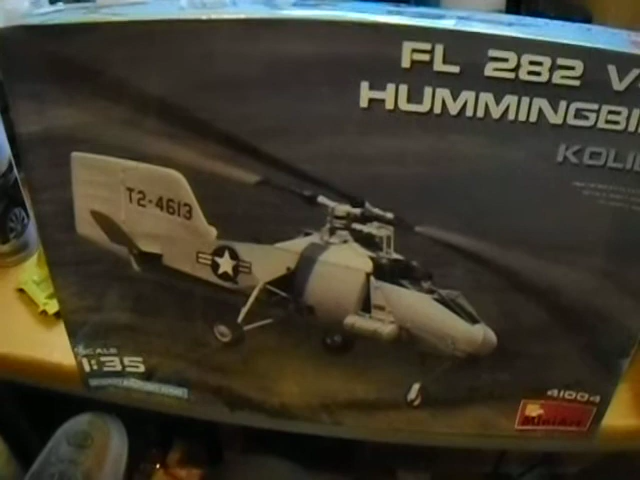 FL 282 V-
HUMMINGBI
KOLI
T2-4613
SCALE
1:35
41004
MiniArt